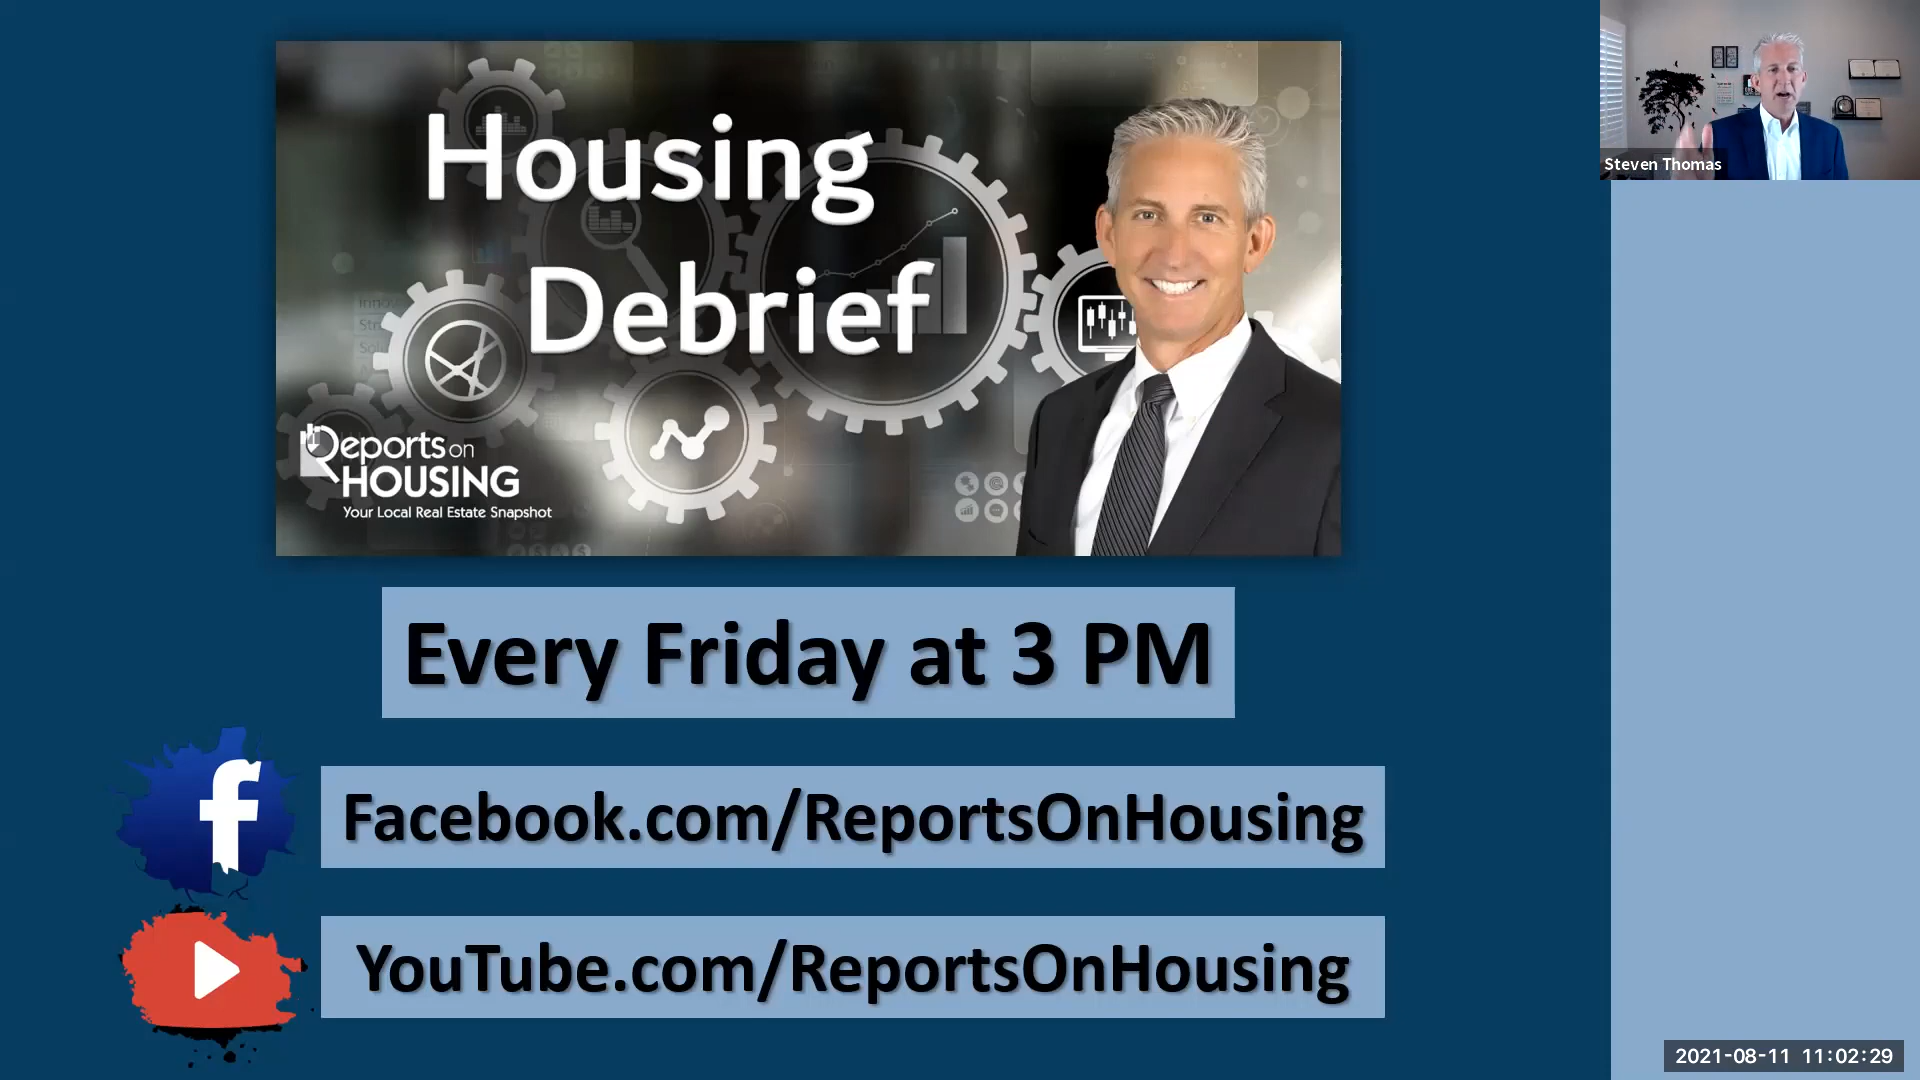 Housing
Debrief
Reports on
HOUSING
Your Local Real Estate Snapshot
Every Friday at 3 PM
Facebook.com/ReportsOnHousing
YouTube.com/ReportsOnHousing
Steven Thomas
2021-08-11 11:02:29